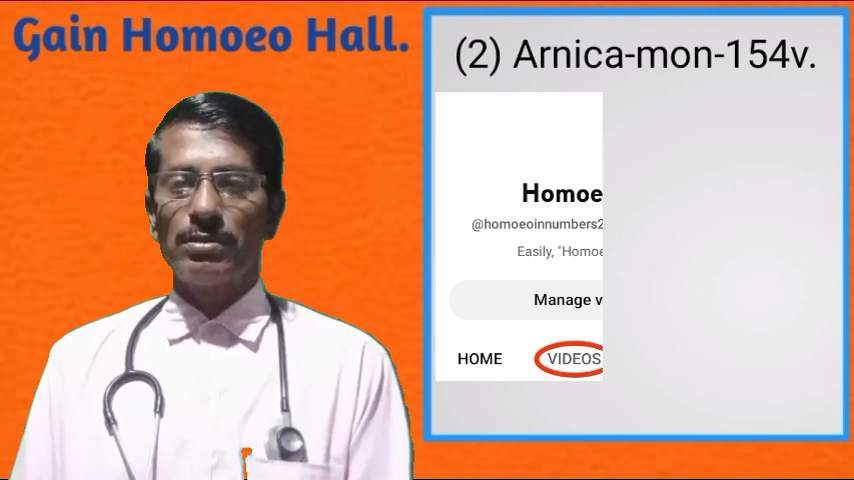 Gain Homoeo Hall.
(2) Arnica-mon-154v.
Homoe
@homoeoinnumbers2
Easily, "Homoe
Manage v
HOME VIDEOS